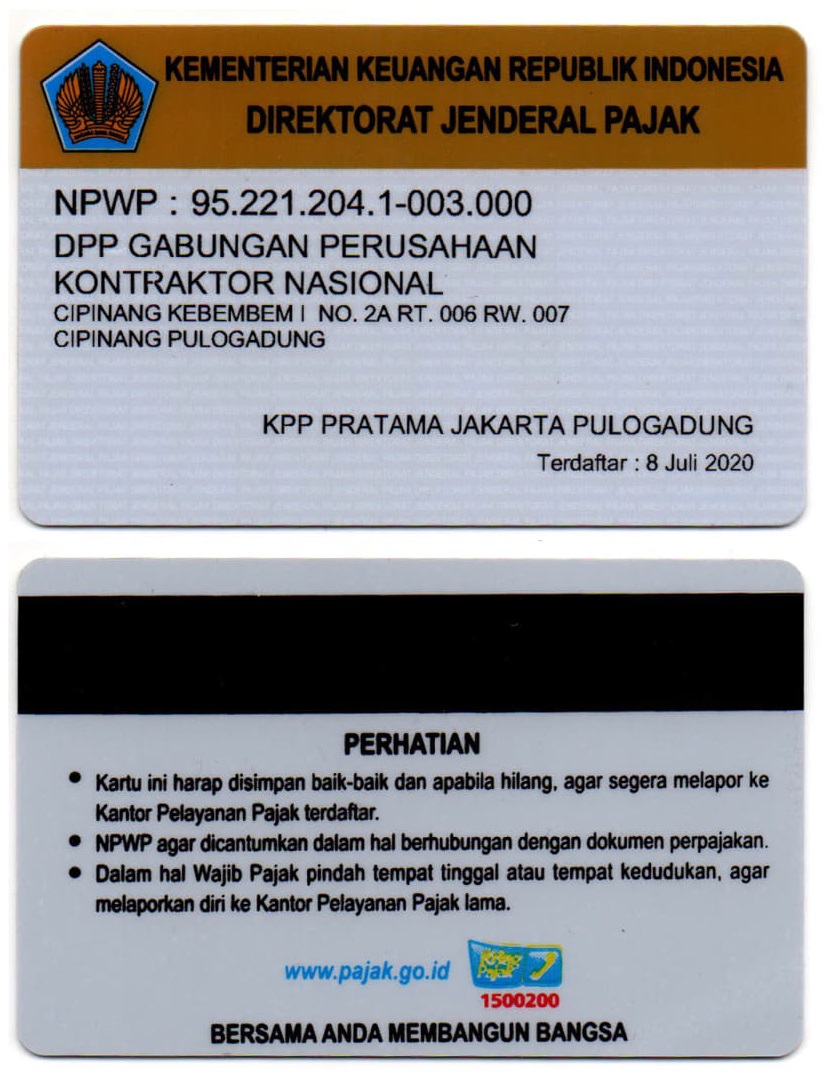 KEMENTERIAN KEUANGAN REPUBLIK INDONESIA
DIREKTORAT JENDERAL PAJAK
NPWP : 95.221.204.1-003.000
DPP GABUNGAN PERUSAHAAN
KONTRAKTOR NASIONAL
CIPINANG KEBEMBEM I NO. 2A RT. 006 RW. 007
CIPINANG PULOGADUNG
KPP PRATAMA JAKARTA PULOGADUNG
Terdaftar : 8 Juli 2020
PERHATIAN
• Kartu ini harap disimpan baik-baik dan apabila hilang, agar segera melapor ke
Kantor Pelayanan Pajak terdaftar.
• NPWP agar dicantumkan dalam hal berhubungan dengan dokumen perpajakan.
• Dalam hal Wajib Pajak pindah tempat tinggal atau tempat kedudukan, agar
melaporkan diri ke Kantor Pelayanan Pajak lama.
www.pajak.go.id
Kring
Pajak
1500200
BERSAMA ANDA MEMBANGUN BANGSA